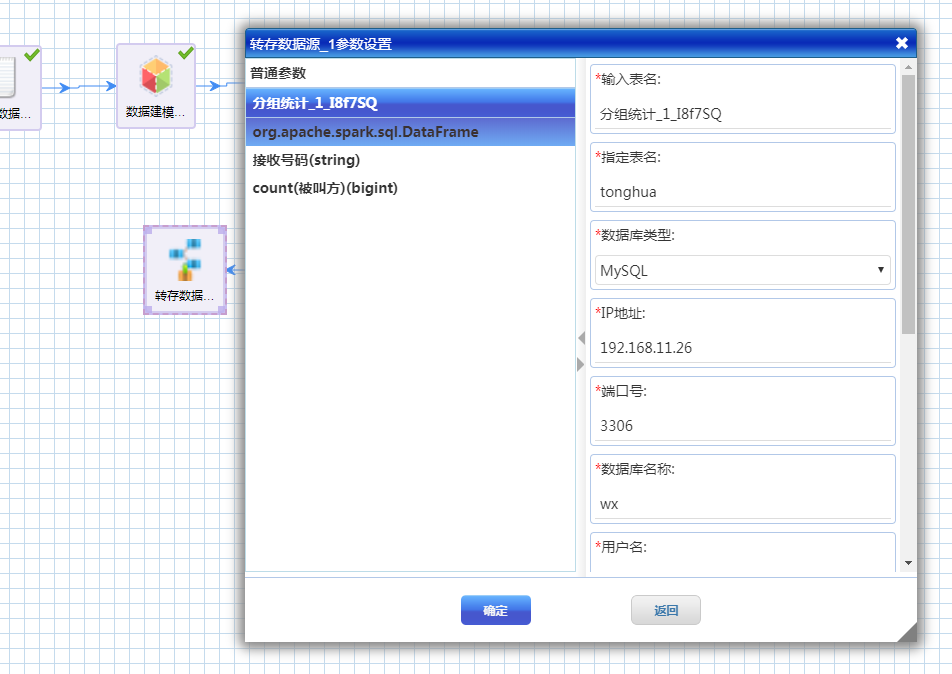 转存数据源_1参数设置
普通参数
分组统计_1_I8f7SQ
org.apache.spark.sql.DataFrame
接收号码(string)
count(被叫方)(bigint)
*输入表名:
分组统计_1_I8f7SQ
*指定表名:
tonghua
*数据库类型:
MySQL
*IP地址:
192.168.11.26
*端口号:
3306
*数据库名称:
wx
*用户名:
确定
返回
数据...
数据建模...
转存数据...